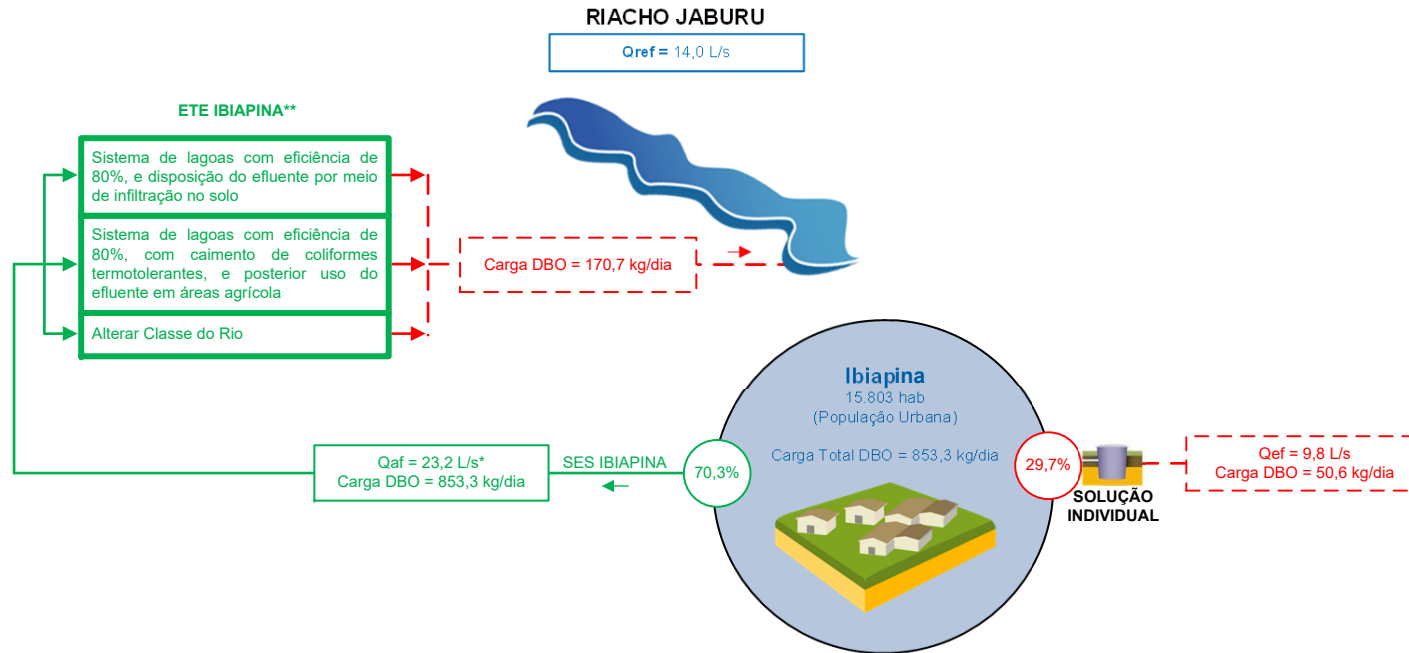 RIACHO JABURU
Qref = 14,0 L/s
ETE IBIAPINA**
Sistema de lagoas com eficiência de
80%, e disposição do efluente por meio
de infiltração no solo
Sistema de lagoas com eficiência de
80%, com caimento de coliformes
termotolerantes, e posterior uso do
efluente em áreas agrícola
Alterar Classe do Rio
Carga DBO = 170,7 kg/dia
Ibiapina
15.803 hab
(População Urbana)
Carga Total DBO = 853,3 kg/dia
Qaf = 23,2 L/s*
Carga DBO = 853,3 kg/dia
SES IBIAPINA
70,3%
29,7%
SOLUÇÃO
INDIVIDUAL
Qef = 9,8 L/s
Carga DBO = 50,6 kg/dia